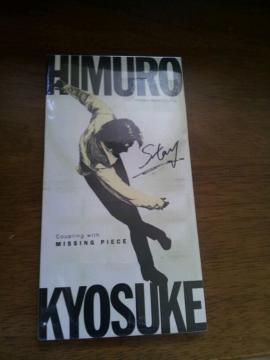 HIMURO
Stay
Coupling with
MISSING PIECE
KYOSUKE